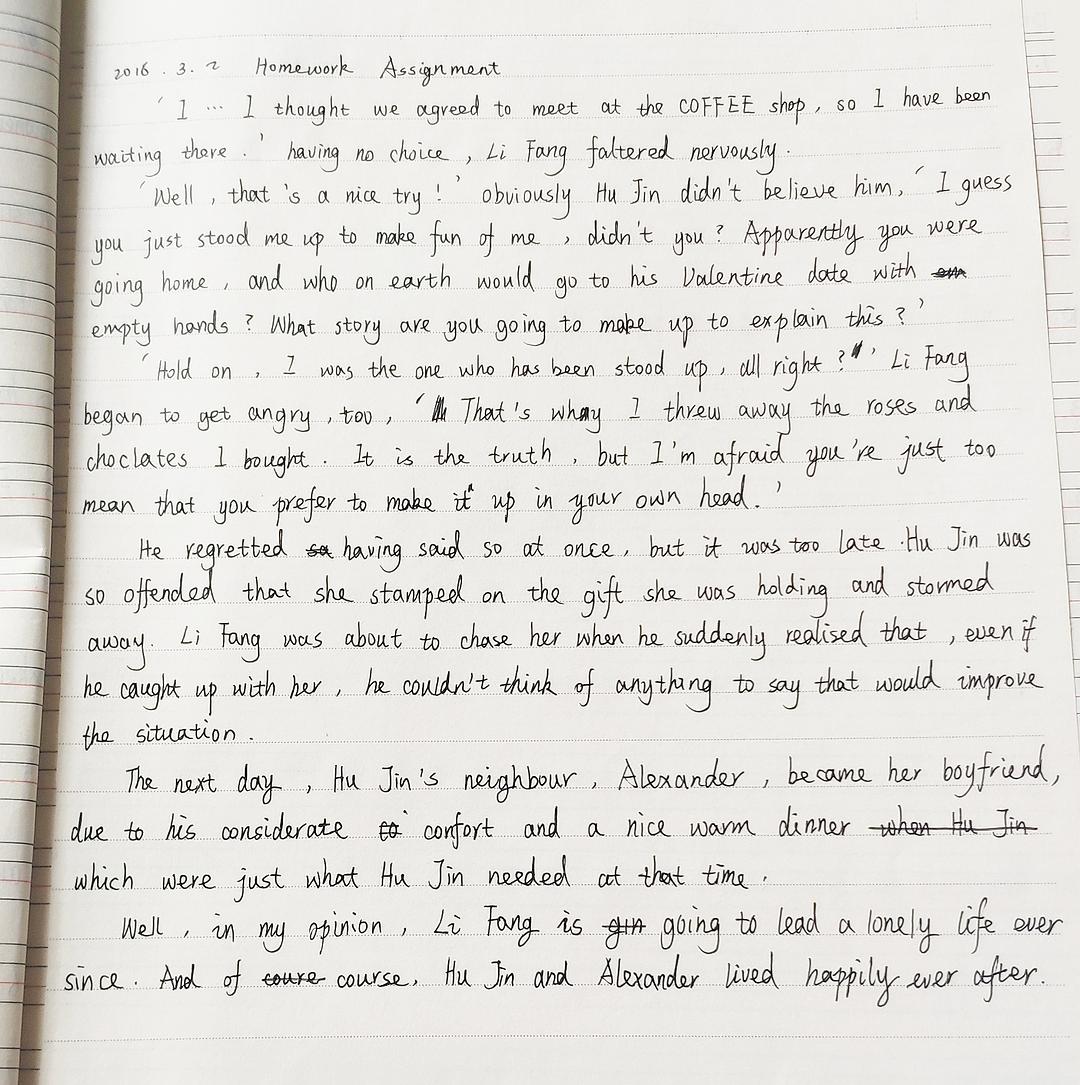 2016.3.2 Homework Assignment
'I … I thought we agreed to meet at the COFFEE shop, so I have been
waiting there.' having no choice, Li Fang faltered nervously.
'Well, that's a nice try!' obviously Hu Jin didn't believe him, 'I guess
you just stood me up to make fun of me, didn't you? Apparently you were
going home, and who on earth would go to his Valentine date with
empty hands? What story are you going to make up to explain this?'
'Hold on, I was the one who has been stood up, all right?' Li Fang
began to get angry, too, 'That's why I threw away the roses and
choclates I bought. It is the truth, but I'm afraid you're just too
mean that you prefer to make it up in your own head.'
He regretted having said so at once, but it was too late. Hu Jin was
so offended that she stamped on the gift she was holding and stormed
away. Li Fang was about to chase her when he suddenly realised that, even if
he caught up with her, he couldn't think of anything to say that would improve
the situation.
The next day, Hu Jin's neighbour, Alexander, became her boyfriend,
due to his considerate confort and a nice warm dinner
which were just what Hu Jin needed at that time.
Well, in my opinion, Li Fang is going to lead a lonely life ever
since. And of course, Hu Jin and Alexander lived happily ever after.